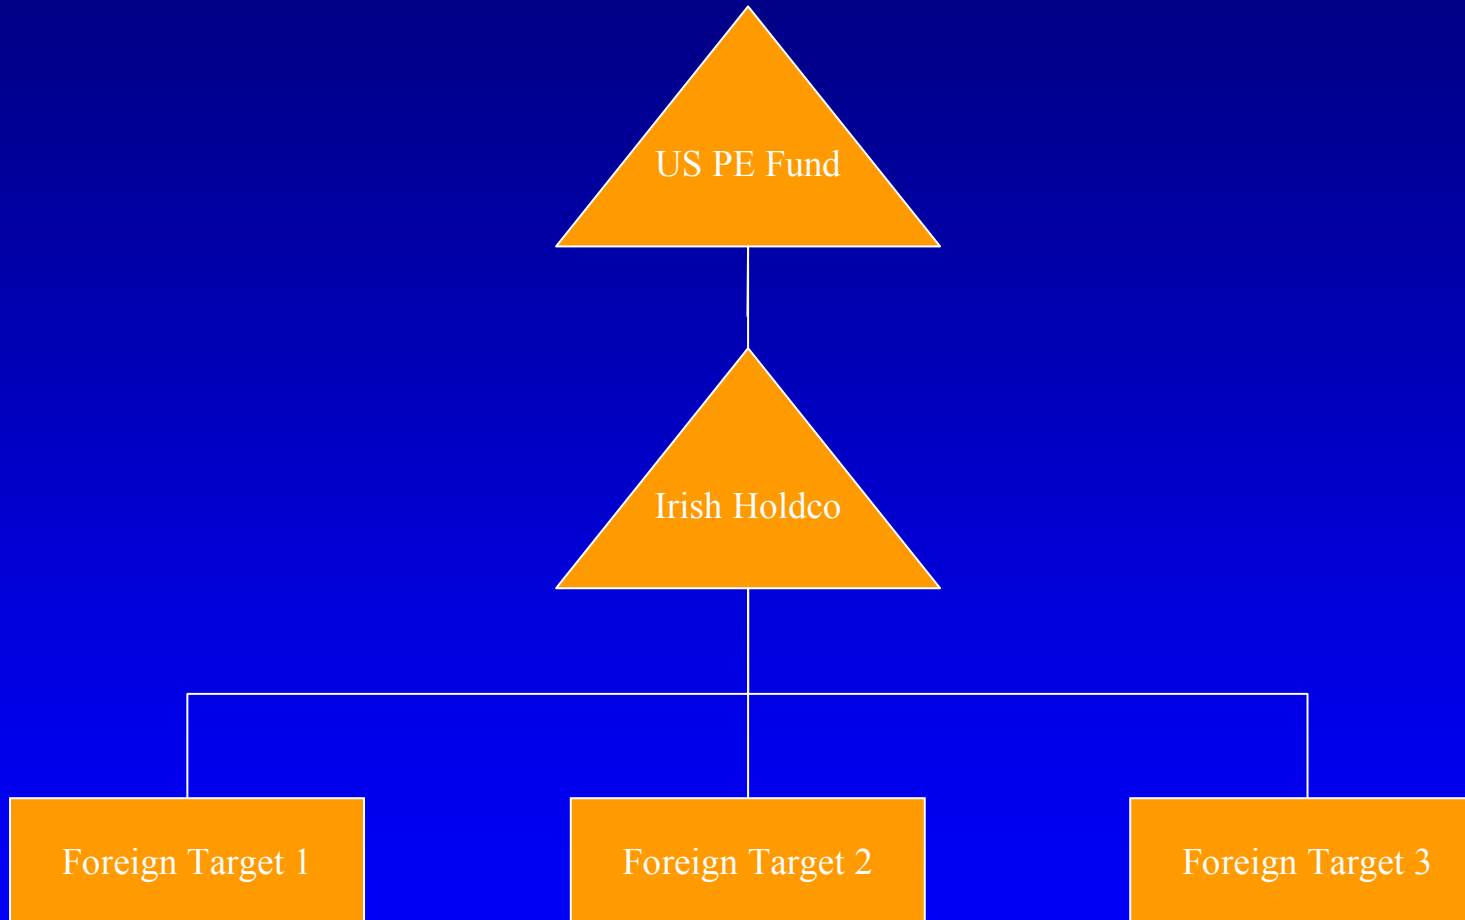 US PE Fund
Irish Holdco
Foreign Target 1
Foreign Target 2
Foreign Target 3